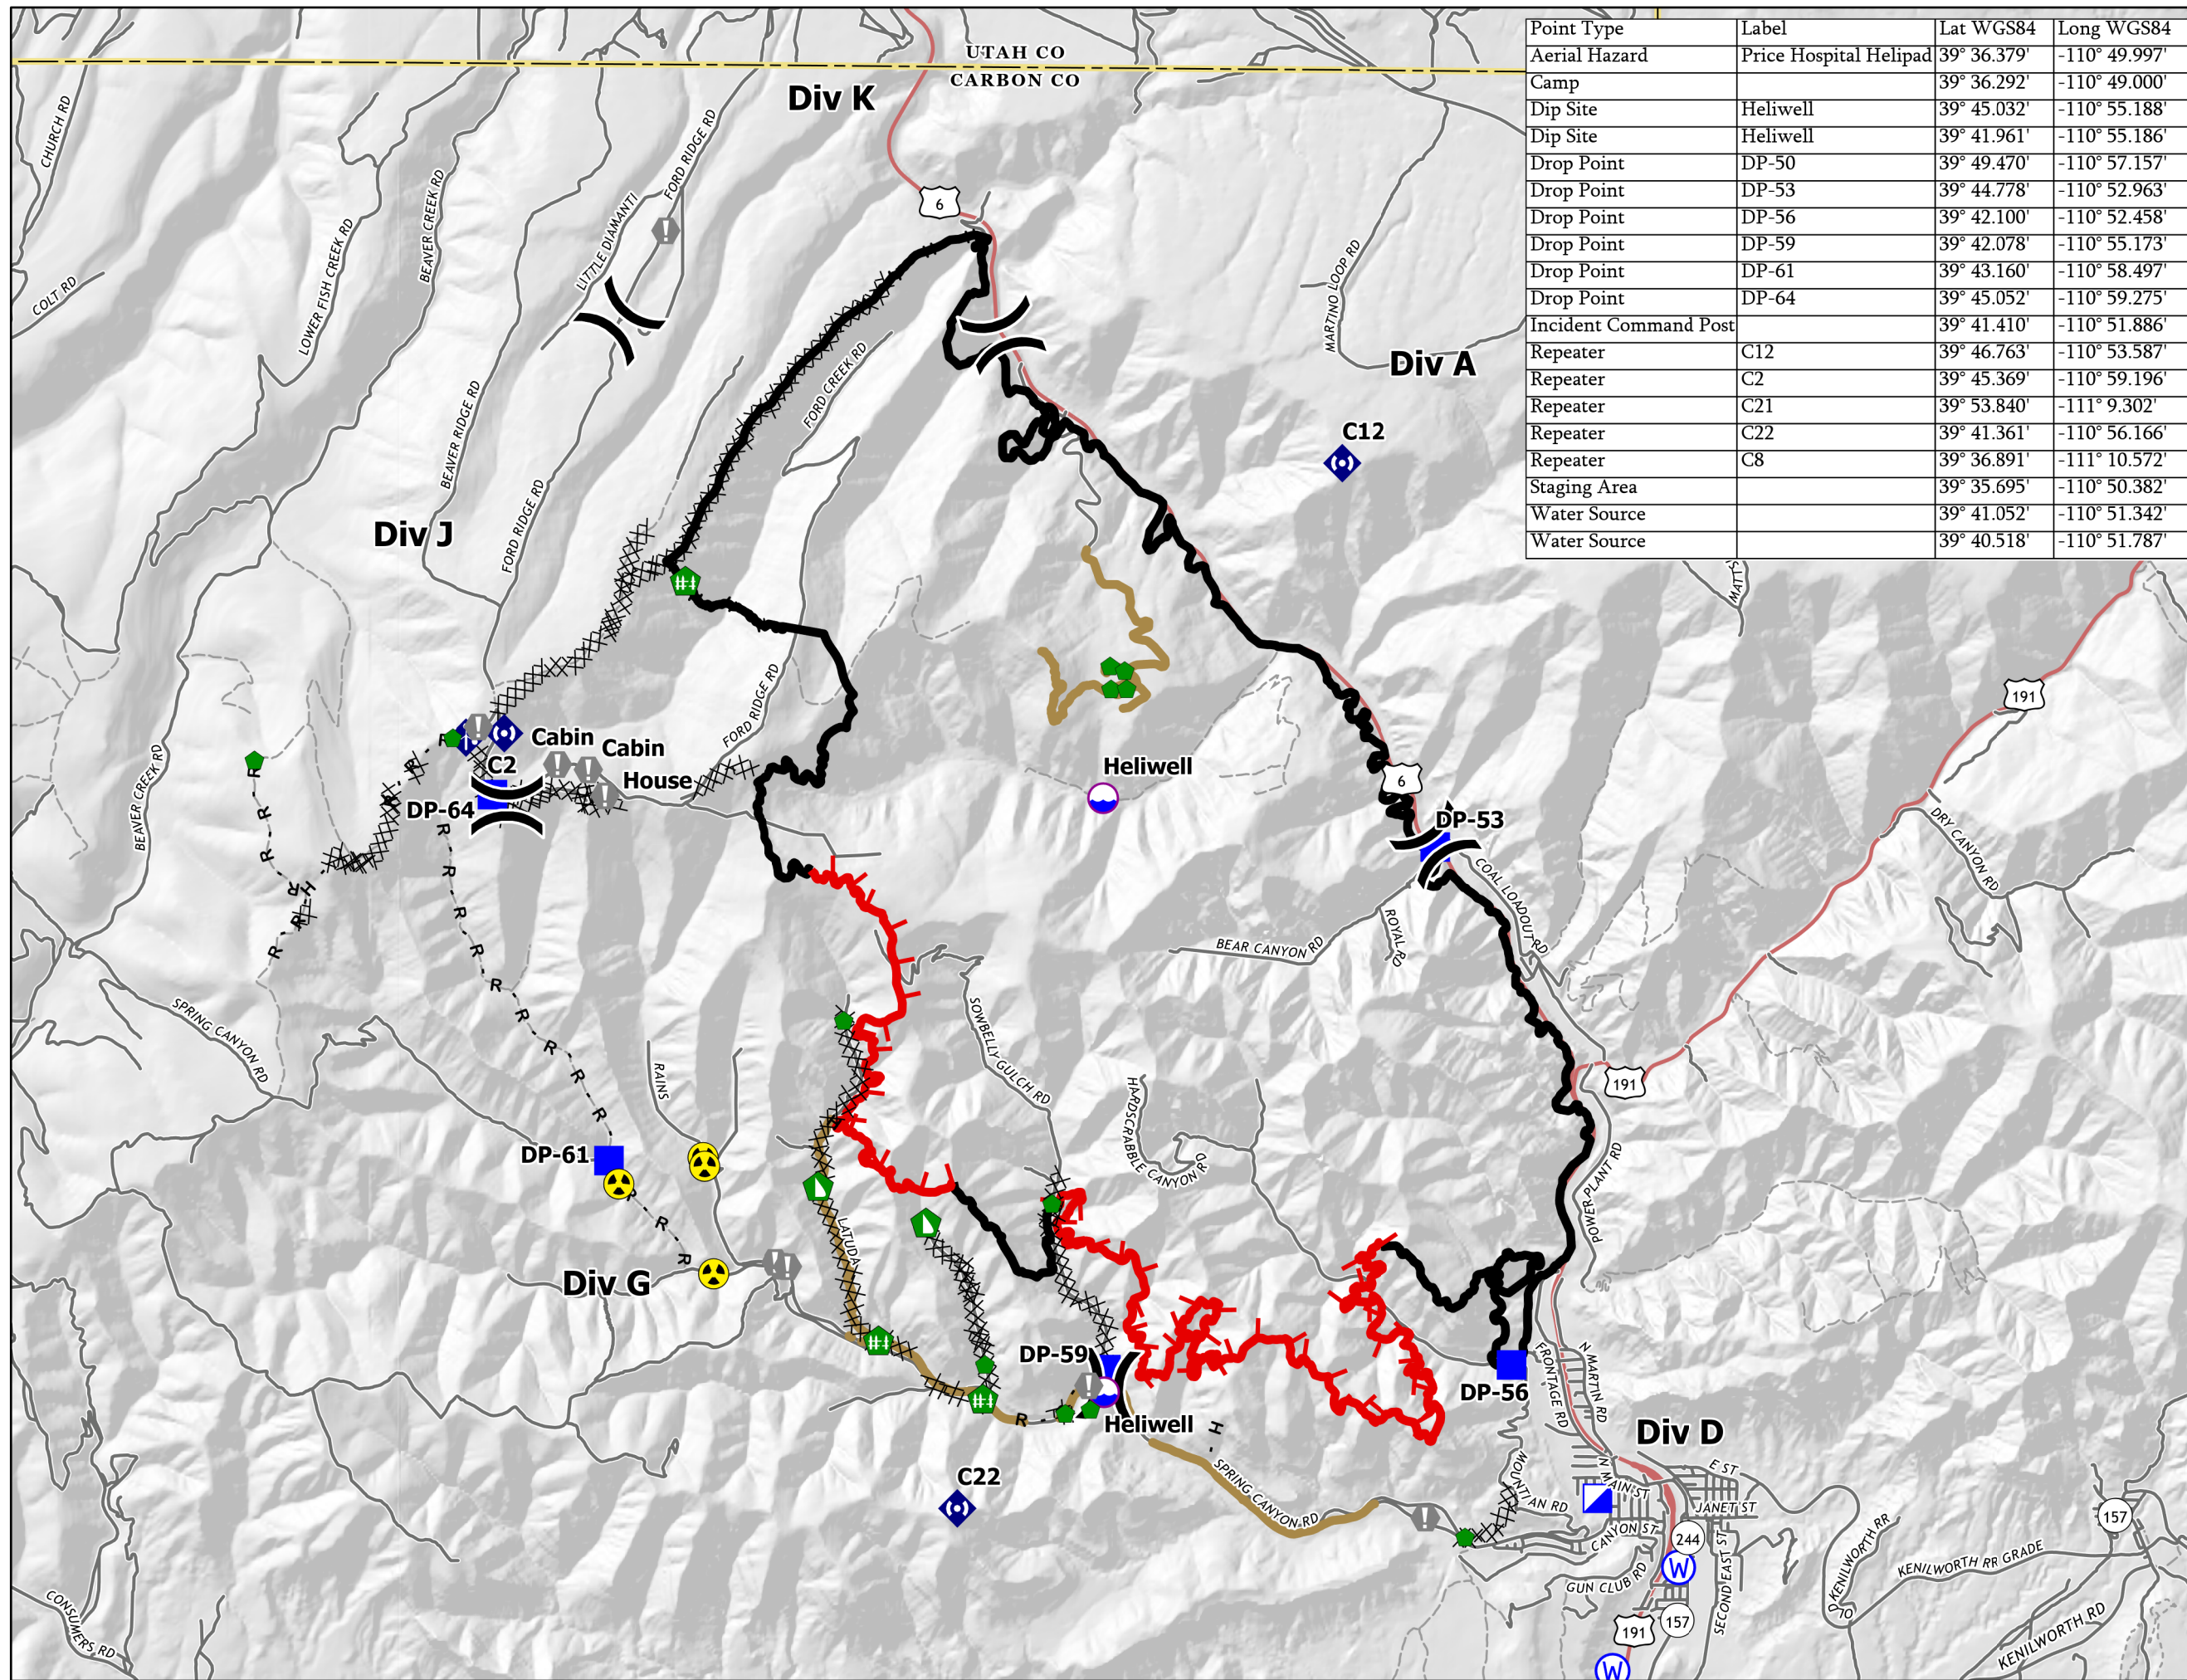 Point Type Label Lat WGS84 Long WGS84
Aerial Hazard Price Hospital Helipad 39° 36.379' -110° 49.997'
Camp 39° 36.292' -110° 49.000'
Dip Site Heliwell 39° 45.032' -110° 55.188'
Dip Site Heliwell 39° 41.961' -110° 55.186'
Drop Point DP-50 39° 49.470' -110° 57.157'
Drop Point DP-53 39° 44.778' -110° 52.963'
Drop Point DP-56 39° 42.100' -110° 52.458'
Drop Point DP-59 39° 42.078' -110° 55.173'
Drop Point DP-61 39° 43.160' -110° 58.497'
Drop Point DP-64 39° 45.052' -110° 59.275'
Incident Command Post 39° 41.410' -110° 51.886'
Repeater C12 39° 46.763' -110° 53.587'
Repeater C2 39° 45.369' -110° 59.196'
Repeater C21 39° 53.840' -111° 9.302'
Repeater C22 39° 41.361' -110° 56.166'
Repeater C8 39° 36.891' -111° 10.572'
Staging Area 39° 35.695' -110° 50.382'
Water Source 39° 41.052' -110° 51.342'
Water Source 39° 40.518' -110° 51.787'
UTAH CO
CARBON CO
Div K
CHURCH RD
FORD RIDGE RD
LITTLE DIAMANTI
BEAVER CREEK RD
LOWER FISH CREEK RD
COLT RD
6
MARTINO LOOP RD
Div A
FORD CREEK RD
BEAVER RIDGE RD
C12
Div J
FORD RIDGE RD
191
FORD RIDGE RD
Cabin
Cabin
House
C2
DP-64
BEAVER CREEK RD
Heliwell
6
DP-53
COAL LOADOUT RD
DRY CANYON RD
ROYAL RD
BEAR CANYON RD
SPRING CANYON RD
SOWBELLY GULCH RD
RAINS
HARDSCRABBLE CANYON RD
191
DP-61
POWER PLANT RD
LATUDA
Div G
DP-59
DP-56
FRONTAGE RD
N MARTIN RD
Heliwell
Div D
H
SPRING CANYON RD
C22
E ST
N MAIN ST
JANET ST
CANYON ST
244
W
GUN CLUB RD
SECOND EAST ST
157
191
W
157
OLD KENILWORTH RD
KENILWORTH RR
KENILWORTH RR GRADE
KENILWORTH RD
CONSUMERS RD